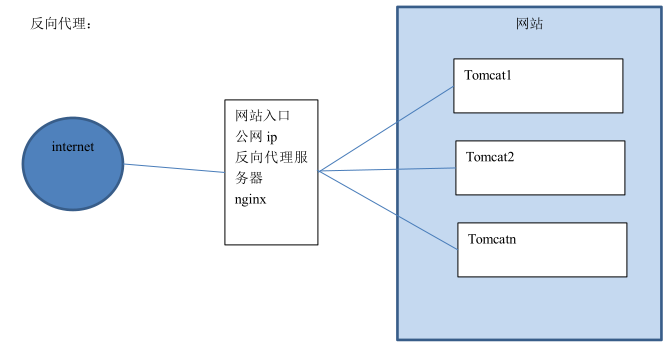 反向代理：
网站
internet
网站入口
公网 ip
反向代理服
务器
nginx
Tomcat1
Tomcat2
Tomcatn